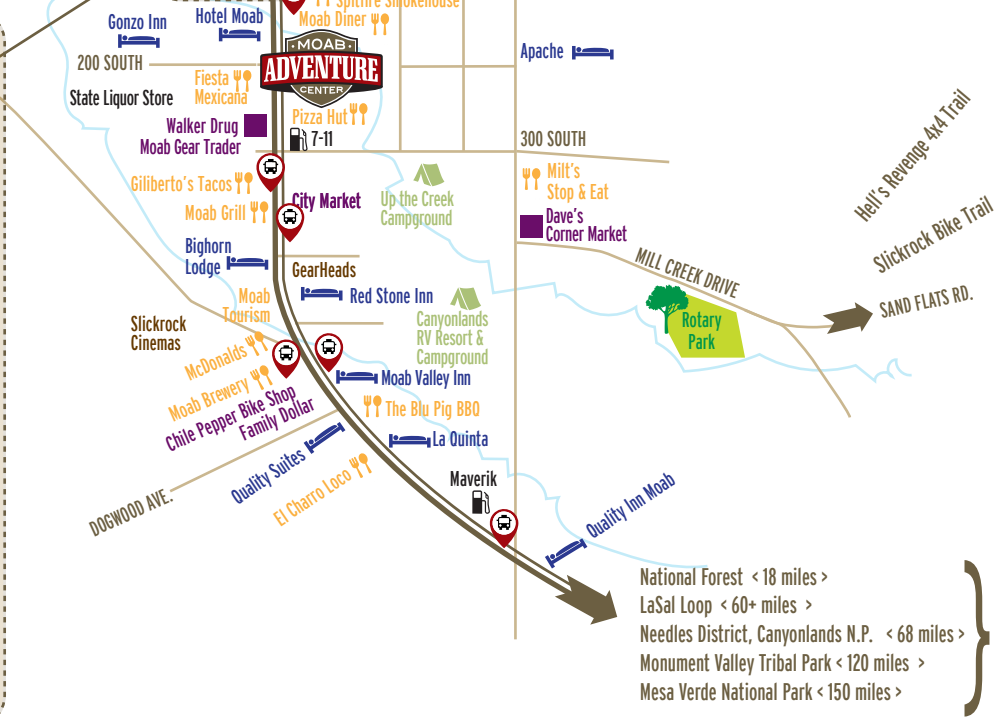 Spitfire Smokehouse
Gonzo Inn
Hotel Moab
Moab Diner
200 SOUTH
MOAB
ADVENTURE
CENTER
Apache
Fiesta
Mexicana
State Liquor Store
Pizza Hut
Walker Drug
Moab Gear Trader
7-11
300 SOUTH
Hell's Revenge 4x4 Trail
Giliberto's Tacos
City Market
Up the Creek
Campground
Milt's
Stop & Eat
Moab Grill
Dave's
Corner Market
Slickrock Bike Trail
Bighorn
Lodge
GearHeads
MILL CREEK DRIVE
Red Stone Inn
SAND FLATS RD.
Moab
Tourism
Canyonlands
RV Resort &
Campground
Rotary
Park
Slickrock
Cinemas
McDonalds
Moab Valley Inn
Moab Brewery
Chile Pepper Bike Shop
Family Dollar
The Blu Pig BBQ
La Quinta
Quality Suites
El Charro Loco
Maverik
DOGWOOD AVE.
Quality Inn Moab
National Forest < 18 miles >
LaSal Loop < 60+ miles >
Needles District, Canyonlands N.P. < 68 miles >
Monument Valley Tribal Park < 120 miles >
Mesa Verde National Park < 150 miles >